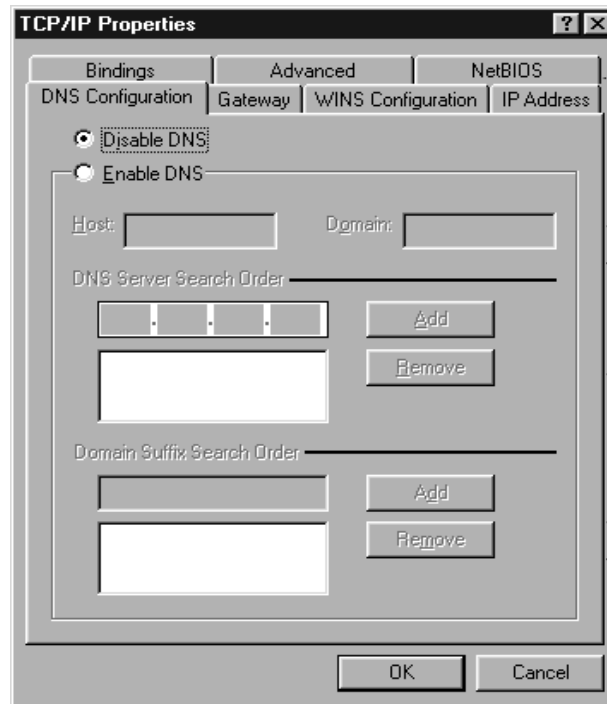 TCP/IP Properties
Bindings Advanced NetBIOS
DNS Configuration Gateway WINS Configuration IP Address
Disable DNS
Enable DNS
Host: Domain:
DNS Server Search Order
. . .
Add
Remove
Domain Suffix Search Order
Add
Remove
OK Cancel